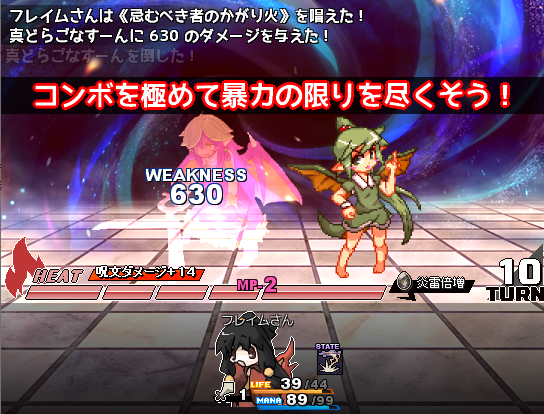 フレイムさんは《忌むべき者のかがり火》を唱えた!
真どらごなすーんに 630 のダメージを与えた!
真どらごなすーんを倒した!
コンボを極めて暴力の限りを尽くそう!
WEAKNESS
630
HEAT
呪文ダメージ+14
MP-2
炎雷倍増
10
TURN
フレイムさん
STATE
1
LIFE 39/44
MANA 89/99